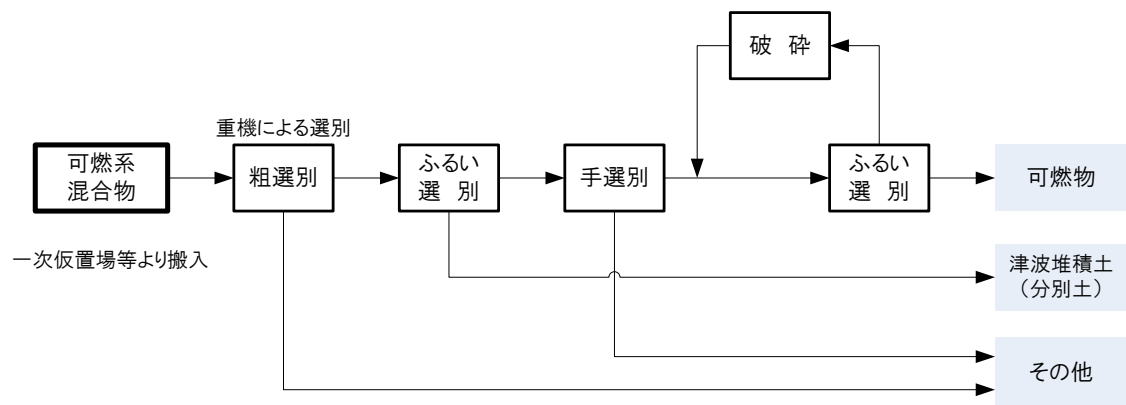 破 砕
重機による選別
可燃系
混合物
粗選別
ふるい
選 別
手選別
ふるい
選 別
可燃物
一次仮置場等より搬入
津波堆積土
（分別土）
その他